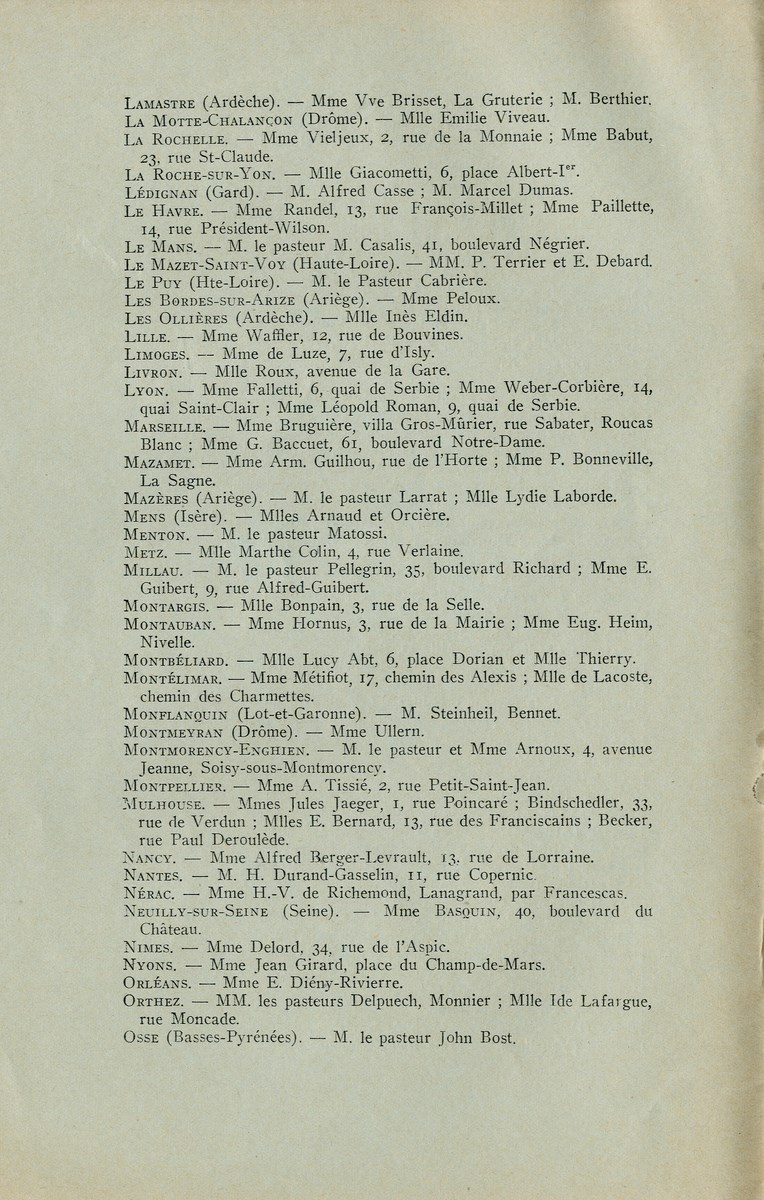 LAMASTRE (Ardèche). — Mme Vve Brisset, La Gruterie ; M. Berthier.
LA MOTTE-CHALANÇON (Drôme). — Mlle Emilie Viveau.
LA ROCHELLE. — Mme Vieljeux, 2, rue de la Monnaie ; Mme Babut,
23, rue St-Claude.
LA ROCHE-SUR-YON. — Mlle Giacometti, 6, place Albert-Ier.
LÉDIGNAN (Gard). — M. Alfred Casse ; M. Marcel Dumas.
LE HAVRE. — Mme Randel, 13, rue François-Millet ; Mme Paillette,
14, rue Président-Wilson.
LE MANS. — M. le pasteur M. Casalis, 41, boulevard Négrier.
LE MAZET-SAINT-VOY (Haute-Loire). — MM. P. Terrier et E. Debard.
LE PUY (Hte-Loire). — M. le Pasteur Cabrière.
LES BORDES-SUR-ARIZE (Ariège). — Mme Peloux.
LES OLLIÈRES (Ardèche). — Mlle Inès Eldin.
LILLE. — Mme Waffler, 12, rue de Bouvines.
LIMOGES. — Mme de Luze, 7, rue d'Isly.
LIVRON. — Mlle Roux, avenue de la Gare.
LYON. — Mme Falletti, 6, quai de Serbie ; Mme Weber-Corbière, 14,
quai Saint-Clair ; Mme Léopold Roman, 9, quai de Serbie.
MARSEILLE. — Mme Bruguière, villa Gros-Mûrier, rue Sabater, Roucas
Blanc ; Mme G. Baccuet, 61, boulevard Notre-Dame.
MAZAMET. — Mme Arm. Guilhou, rue de l'Horte ; Mme P. Bonneville,
La Sagne.
MAZÈRES (Ariège). — M. le pasteur Larrat ; Mlle Lydie Laborde.
MENS (Isère). — Mlles Arnaud et Orcière.
MENTON. — M. le pasteur Matossi.
METZ. — Mlle Marthe Colin, 4, rue Verlaine.
MILLAU. — M. le pasteur Pellegrin, 35, boulevard Richard ; Mme E.
Guibert, 9, rue Alfred-Guibert.
MONTARGIS. — Mlle Bonpain, 3, rue de la Selle.
MONTAUBAN. — Mme Hornus, 3, rue de la Mairie ; Mme Eug. Heim,
Nivelle.
MONTBÉLIARD. — Mlle Lucy Abt, 6, place Dorian et Mlle Thierry.
MONTÉLIMAR. — Mme Métifiot, 17, chemin des Alexis ; Mlle de Lacoste,
chemin des Charmettes.
MONFLANQUIN (Lot-et-Garonne). — M. Steinheil, Bennet.
MONTMEYRAN (Drôme). — Mme Ullern.
MONTMORENCY-ENGHIEN. — M. le pasteur et Mme Arnoux, 4, avenue
Jeanne, Soisy-sous-Montmorency.
MONTPELLIER. — Mme A. Tissié, 2, rue Petit-Saint-Jean.
MULHOUSE. — Mmes Jules Jaeger, 1, rue Poincaré ; Bindschedler, 33,
rue de Verdun ; Mlles E. Bernard, 13, rue des Franciscains ; Becker,
rue Paul Deroulède.
NANCY. — Mme Alfred Berger-Levrault, 13, rue de Lorraine.
NANTES. — M. H. Durand-Gasselin, 11, rue Copernic.
NÉRAC. — Mme H.-V. de Richemond, Lanagrand, par Francescas.
NEUILLY-SUR-SEINE (Seine). — Mme BASQUIN, 40, boulevard du
Château.
NIMES. — Mme Delord, 34, rue de l'Aspic.
NYONS. — Mme Jean Girard, place du Champ-de-Mars.
ORLÉANS. — Mme E. Diény-Rivierre.
ORTHEZ. — MM. les pasteurs Delpuech, Monnier ; Mlle Ide Lafargue,
rue Moncade.
OSSE (Basses-Pyrénées). — M. le pasteur John Bost.